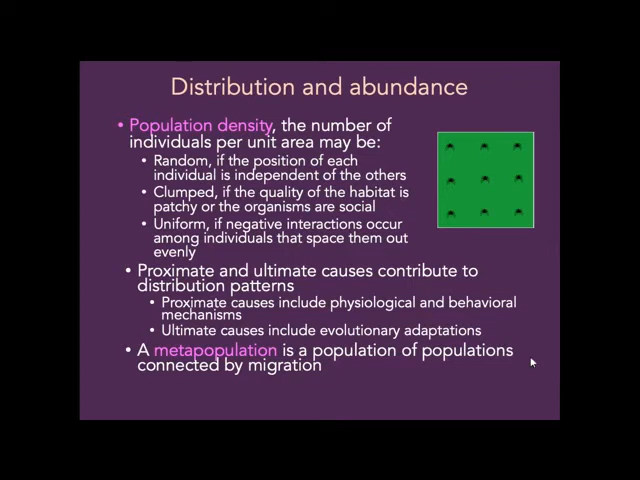 Distribution and abundance
• Population density, the number of
individuals per unit area may be:
• Random, if the position of each
individual is independent of the others
• Clumped, if the quality of the habitat is
patchy or the organisms are social
• Uniform, if negative interactions occur
among individuals that space them out
evenly
• Proximate and ultimate causes contribute to
distribution patterns
• Proximate causes include physiological and behavioral
mechanisms
• Ultimate causes include evolutionary adaptations
• A metapopulation is a population of populations
connected by migration